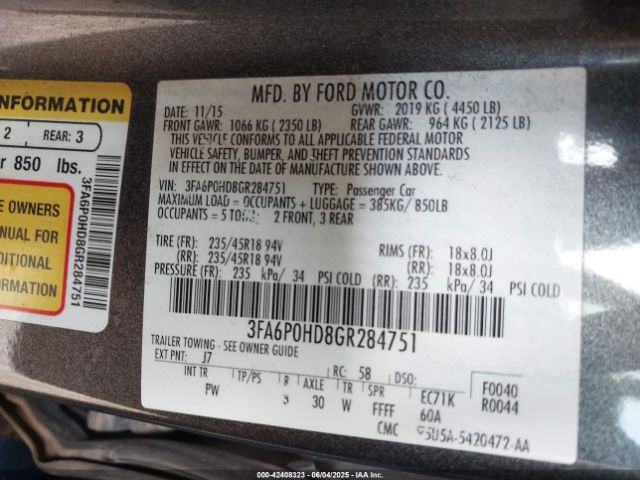 INFORMATION
2 REAR: 3
850 lbs.
OWNERS
MANUAL FOR
ADDITIONAL
INFORMATION
3FA6P0HD8GR284751
MFD. BY FORD MOTOR CO.
DATE: 11/15 GVWR: 2019 KG ( 4450 LB)
FRONT GAWR: 1066 KG ( 2350 LB) REAR GAWR: 964 KG ( 2125 LB)
THIS VEHICLE CONFORMS TO ALL APPLICABLE FEDERAL MOTOR
VEHICLE SAFETY, BUMPER, AND THEFT PREVENTION STANDARDS
IN EFFECT ON THE DATE OF MANUFACTURE SHOWN ABOVE.
VIN: 3FA6P0HD8GR284751 TYPE: Passenger Car
MAXIMUM LOAD = OCCUPANTS + LUGGAGE = 385KG/ 850LB
OCCUPANTS = 5 TOTAL: 2 FRONT, 3 REAR
TIRE (FR): 235/45R18 94V RIMS (FR): 18x8.0J
(RR): 235/45R18 94V (RR): 18x8.0J
PRESSURE (FR): 235 kPa/ 34 PSI COLD (RR): 235 kPa/ 34 PSI COLD
3FA6P0HD8GR284751
TRAILER TOWING - SEE OWNER GUIDE
EXT PNT: J7 RC: 58 DSO:
INT TR TP/PS R AXLE TR SPR EC71K F0040
PW 30 W FFFF 60A R0044
CMC 5U5A-5420472-AA
00-42408323 - 06/04/2025 - IAA Inc.